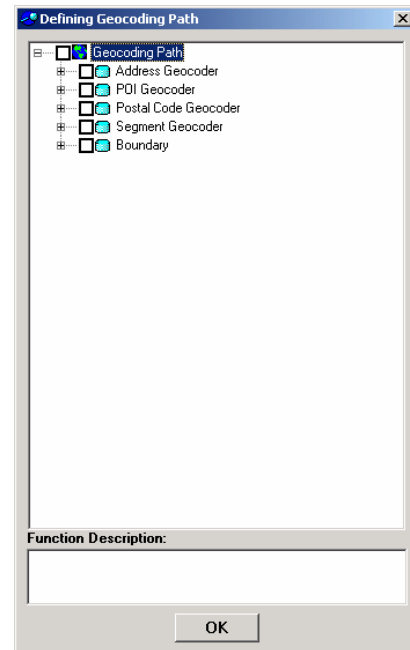 Defining Geocoding Path
Geocoding Path
Address Geocoder
POI Geocoder
Postal Code Geocoder
Segment Geocoder
Boundary
Function Description:
OK